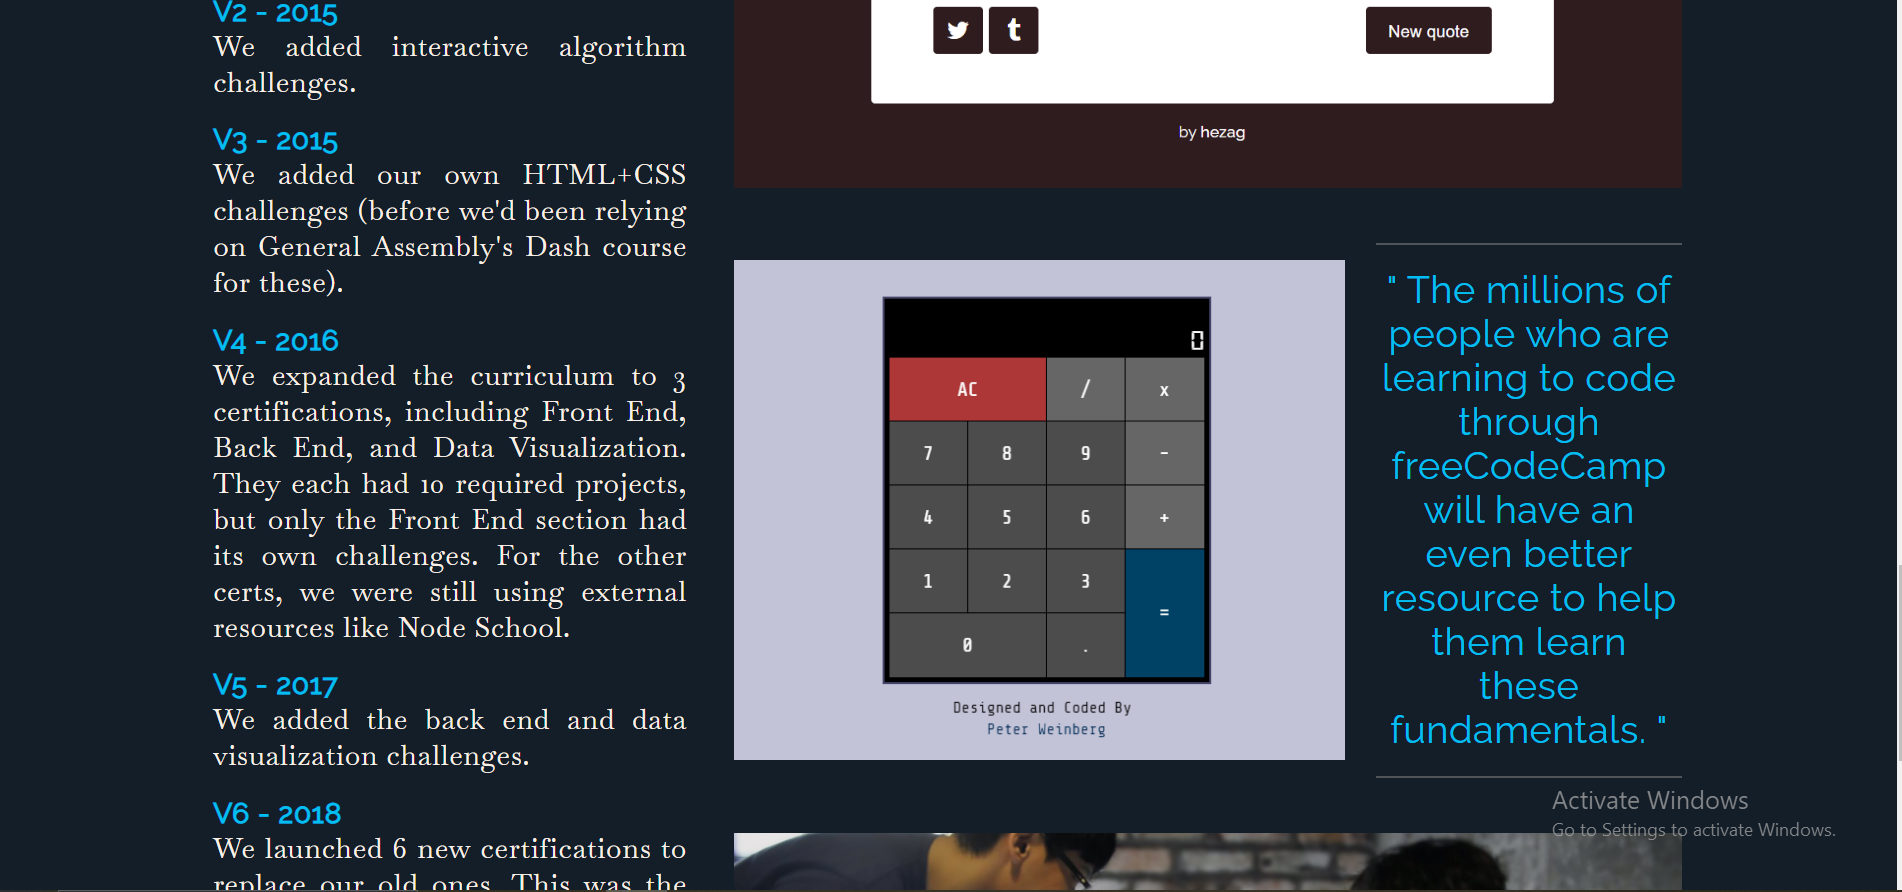 V2 - 2015
We added interactive algorithm
challenges.
V3 - 2015
We added our own HTML+CSS
challenges (before we'd been relying
on General Assembly's Dash course
for these).
V4 - 2016
We expanded the curriculum to 3
certifications, including Front End,
Back End, and Data Visualization.
They each had 10 required projects,
but only the Front End section had
its own challenges. For the other
certs, we were still using external
resources like Node School.
V5 - 2017
We added the back end and data
visualization challenges.
V6 - 2018
We launched 6 new certifications to
replace our old ones. This was the
t
New quote
by hezag
0
AC / x
7 8 9 -
4 5 6 +
1 2 3
=
0 .
Designed and Coded By
Peter Weinberg
" The millions of
people who are
learning to code
through
freeCodeCamp
will have an
even better
resource to help
them learn
these
fundamentals. "
Activate Windows
Go to Settings to activate Windows.